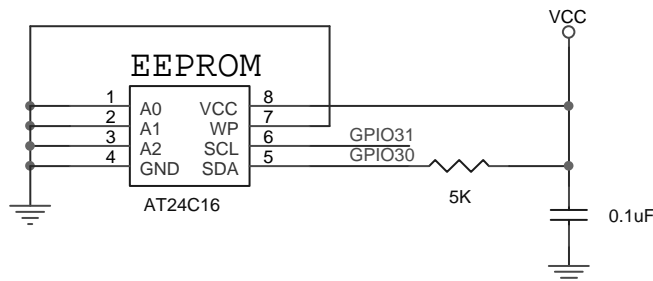 VCC
EEPROM
1 A0 VCC 8
2 A1 WP 7
3 A2 SCL 6 GPIO31
4 GND SDA 5 GPIO30
5K
AT24C16
0.1uF